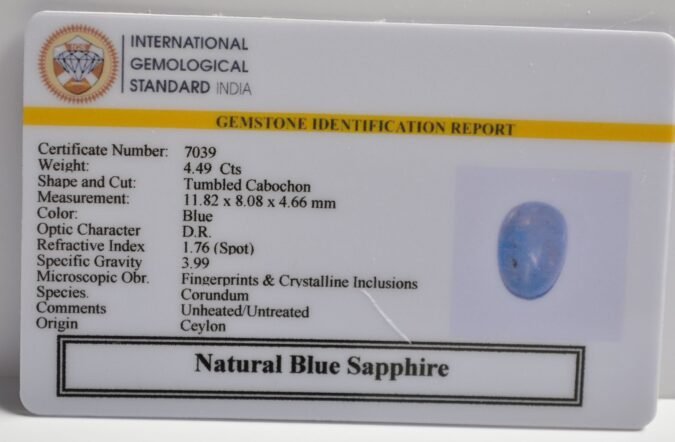 IGS
INTERNATIONAL
GEMOLOGICAL
STANDARD INDIA
GEMSTONE IDENTIFICATION REPORT
Certificate Number: 7039
Weight: 4.49 Cts
Shape and Cut: Tumbled Cabochon
Measurement: 11.82 x 8.08 x 4.66 mm
Color: Blue
Optic Character D.R.
Refractive Index 1.76 (Spot)
Specific Gravity 3.99
Microscopic Obr. Fingerprints & Crystalline Inclusions
Species. Corundum
Comments Unheated/Untreated
Origin Ceylon
Natural Blue Sapphire